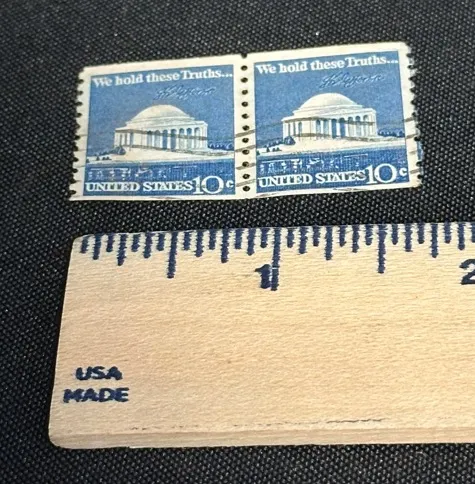 We hold these Truths...
UNITED STATES 10c
We hold these Truths...
UNITED STATES 10c
1
2
USA
MADE